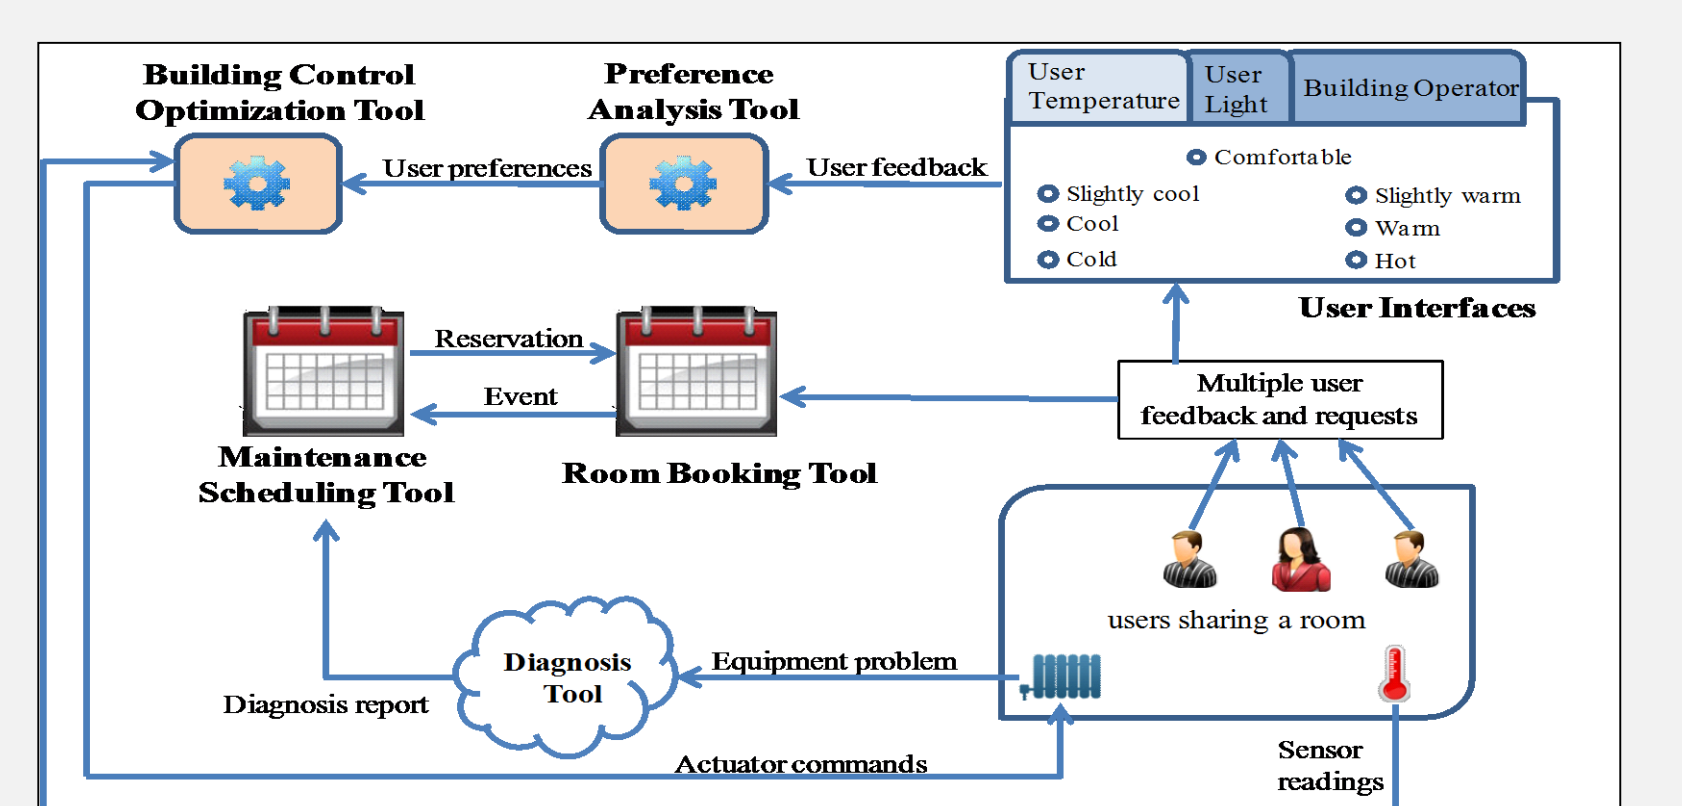 Building Control
Optimization Tool
Preference
Analysis Tool
User
Temperature
User
Light
Building Operator
User preferences
User feedback
Comfortable
Slightly cool
Cool
Cold
Slightly warm
Warm
Hot
User Interfaces
Reservation
Event
Multiple user
feedback and requests
Maintenance
Scheduling Tool
Room Booking Tool
users sharing a room
Diagnosis
Tool
Equipment problem
Diagnosis report
Actuator commands
Sensor
readings